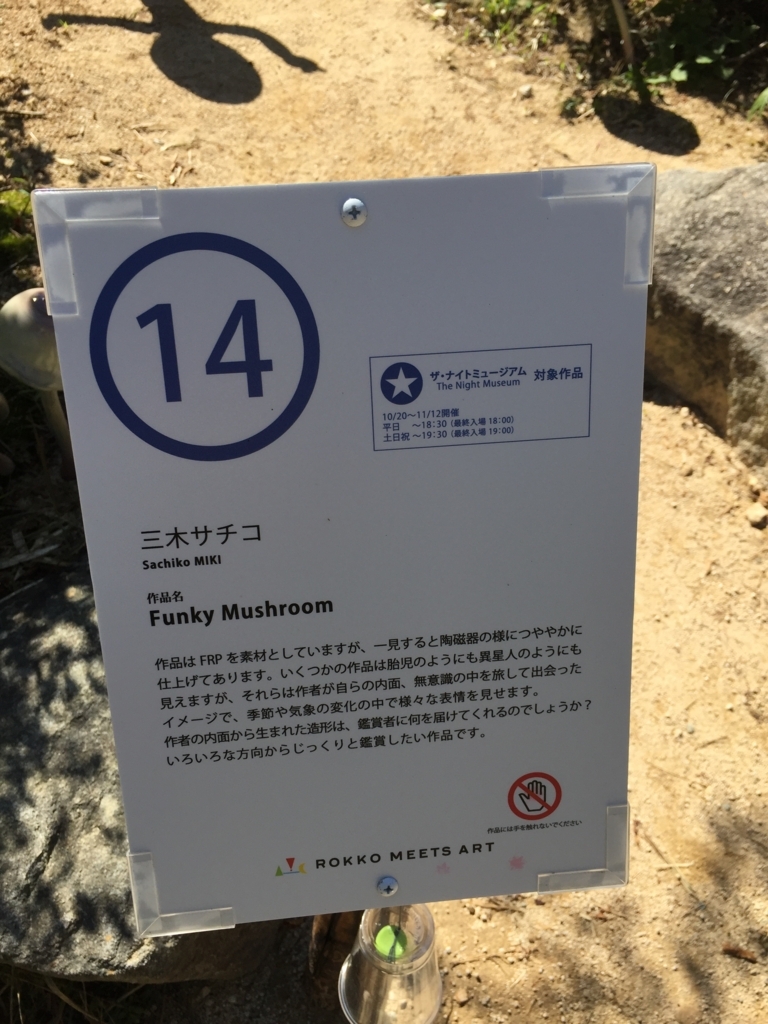 14
ザ・ナイトミュージアム 対象作品
The Night Museum
10/20～11/12開催
平日 ～18:30 (最終入場 18:00)
土日祝 ～19:30 (最終入場 19:00)
三木サチコ
Sachiko MIKI
作品名
Funky Mushroom
作品は FRP を素材としていますが、一見すると陶磁器の様につややかに
仕上げてあります。いくつかの作品は胎児のようにも異星人のようにも
見えますが、それらは作者が自らの内面、無意識の中を旅して出会った
イメージで、季節や気象の変化の中で様々な表情を見せます。
作者の内面から生まれた造形は、鑑賞者に何を届けてくれるのでしょうか？
いろいろな方向からじっくりと鑑賞したい作品です。
作品には手を触れないでください
ROKKO MEETS ART